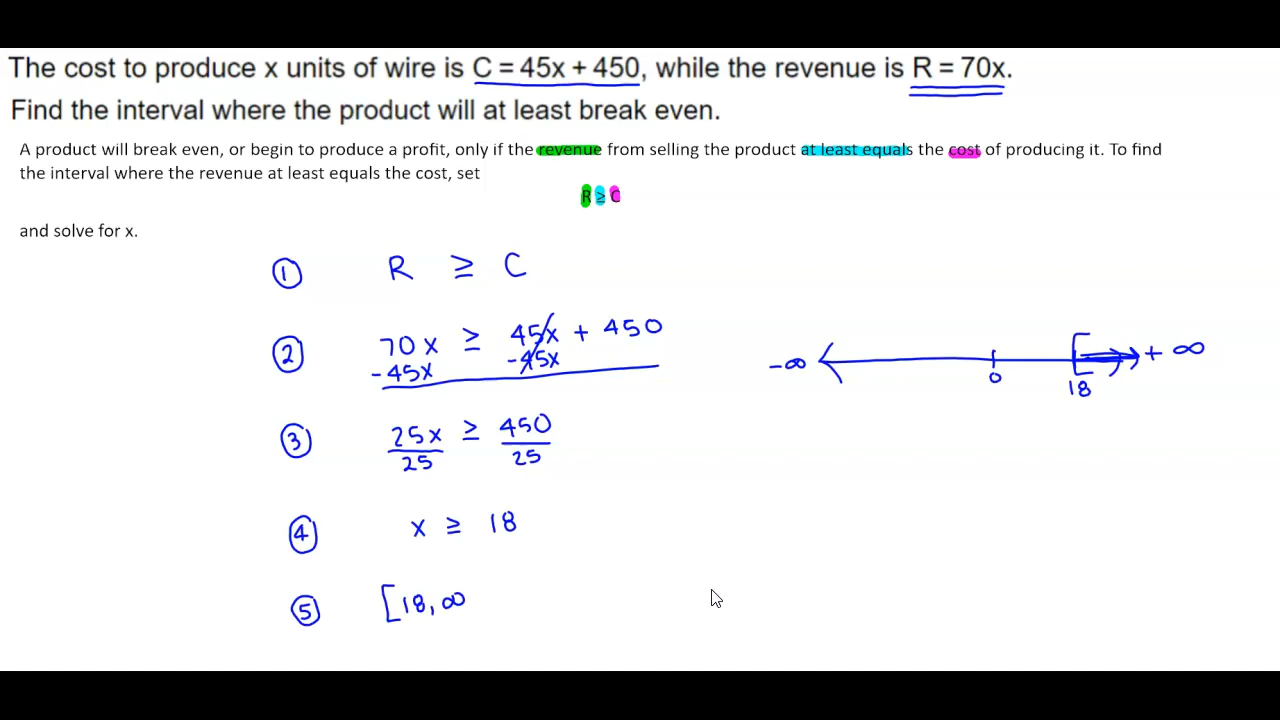 The cost to produce x units of wire is C = 45x + 450, while the revenue is R = 70x.
Find the interval where the product will at least break even.
A product will break even, or begin to produce a profit, only if the revenue from selling the product at least equals the cost of producing it. To find
the interval where the revenue at least equals the cost, set
R ≥ C
and solve for x.
① R ≥ C
② 70x ≥ 45x + 450
-45x -45x
-∞ 0 18 +∞
③ 25x ≥ 450
25 25
④ x ≥ 18
⑤ [18, ∞